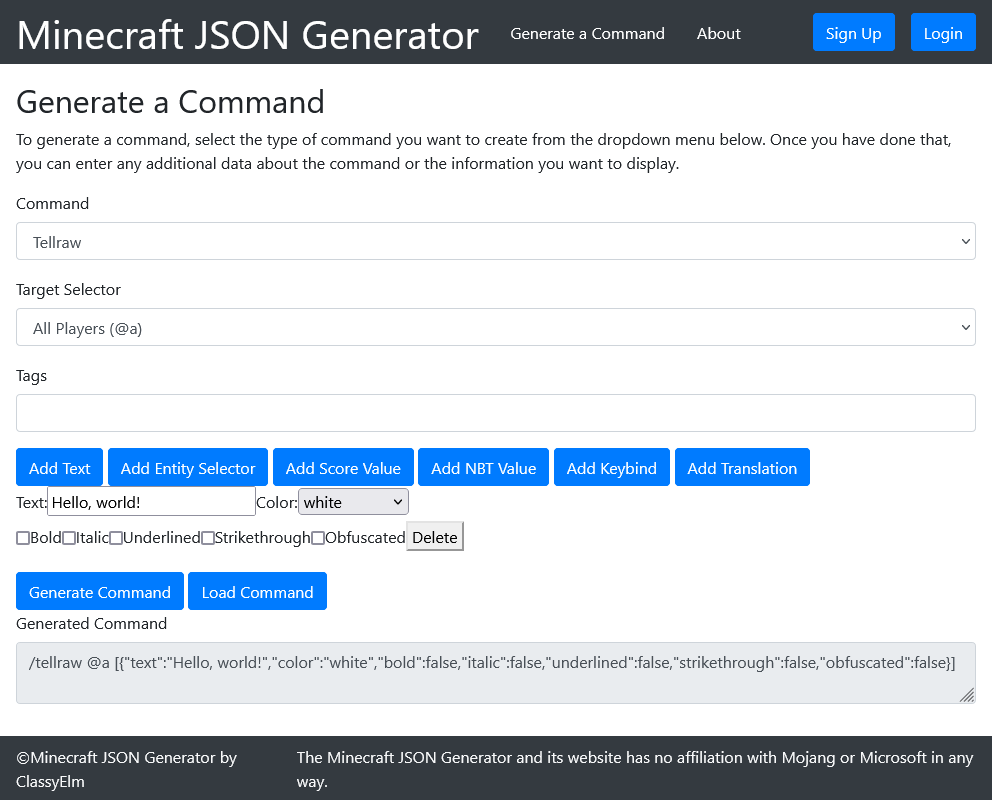 Minecraft JSON Generator Generate a Command About Sign Up Login
Generate a Command
To generate a command, select the type of command you want to create from the dropdown menu below. Once you have done that,
you can enter any additional data about the command or the information you want to display.
Command
Tellraw
Target Selector
All Players (@a)
Tags
Add Text Add Entity Selector Add Score Value Add NBT Value Add Keybind Add Translation
Text: Hello, world! Color: white
Bold Italic Underlined Strikethrough Obfuscated Delete
Generate Command Load Command
Generated Command
/tellraw @a [{"text":"Hello, world!","color":"white","bold":false,"italic":false,"underlined":false,"strikethrough":false,"obfuscated":false}]
©Minecraft JSON Generator by
ClassyElm
The Minecraft JSON Generator and its website has no affiliation with Mojang or Microsoft in any
way.